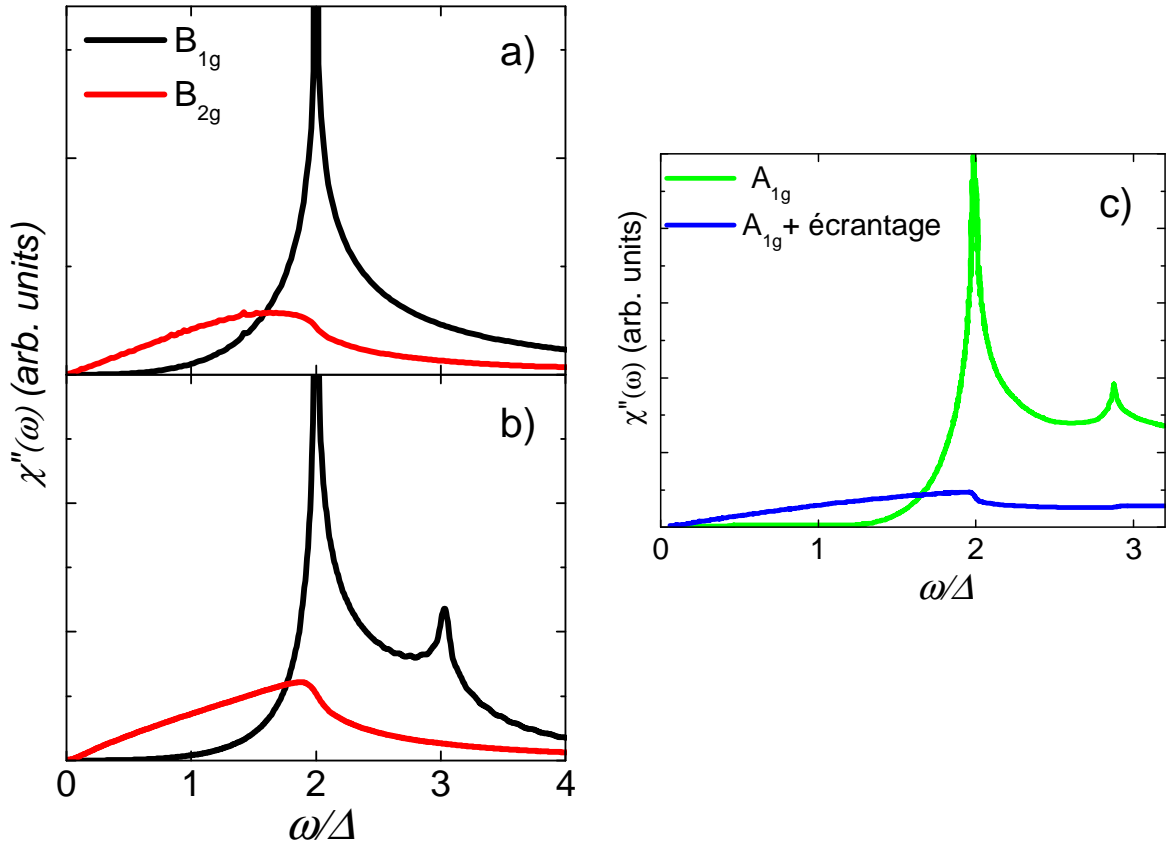 B1g
B2g
a)
b)
χ"(ω) (arb. units)
0 1 2 3 4
ω/Δ
A1g
A1g+ écrantage
c)
χ"(ω) (arb. units)
0 1 2 3
ω/Δ